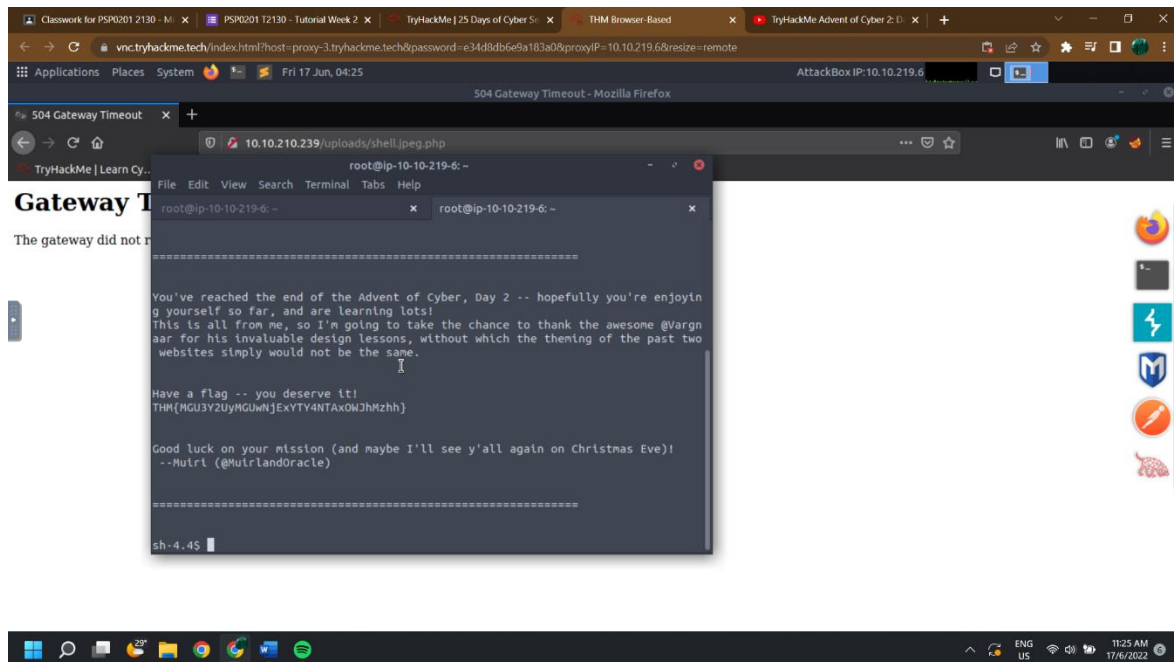 Classwork for PSP0201 2130 - M
PSP0201 T2130 - Tutorial Week 2
TryHackMe | 25 Days of Cyber Se
THM Browser-Based
TryHackMe Advent of Cyber 2: D
vnc.tryhackme.tech/index.html?host=proxy-3.tryhackme.tech&password=e34d8db6e9a183a0&proxyIP=10.10.219.6&resize=remote
Applications Places System Fri 17 Jun, 04:25 AttackBox IP:10.10.219.6
504 Gateway Timeout - Mozilla Firefox
504 Gateway Timeout
10.10.210.239/uploads/shell.jpeg.php
TryHackMe | Learn Cy...
root@ip-10-10-219-6: ~
File Edit View Search Terminal Tabs Help
root@ip-10-10-219-6: ~ root@ip-10-10-219-6: ~
Gateway T
The gateway did not r
==============================================================
You've reached the end of the Advent of Cyber, Day 2 -- hopefully you're enjoyin
g yourself so far, and are learning lots!
This is all from me, so I'm going to take the chance to thank the awesome @Vargn
aar for his invaluable design lessons, without which the theming of the past two
websites simply would not be the same.
Have a flag -- you deserve it!
THM{MGU3Y2UyMGUwNjExYTY4NTAxOWJhMzhh}
Good luck on your mission (and maybe I'll see y'all again on Christmas Eve)!
--Muiri (@MuirlandOracle)
==============================================================
sh-4.4$
29°
ENG
US
11:25 AM
17/6/2022
6